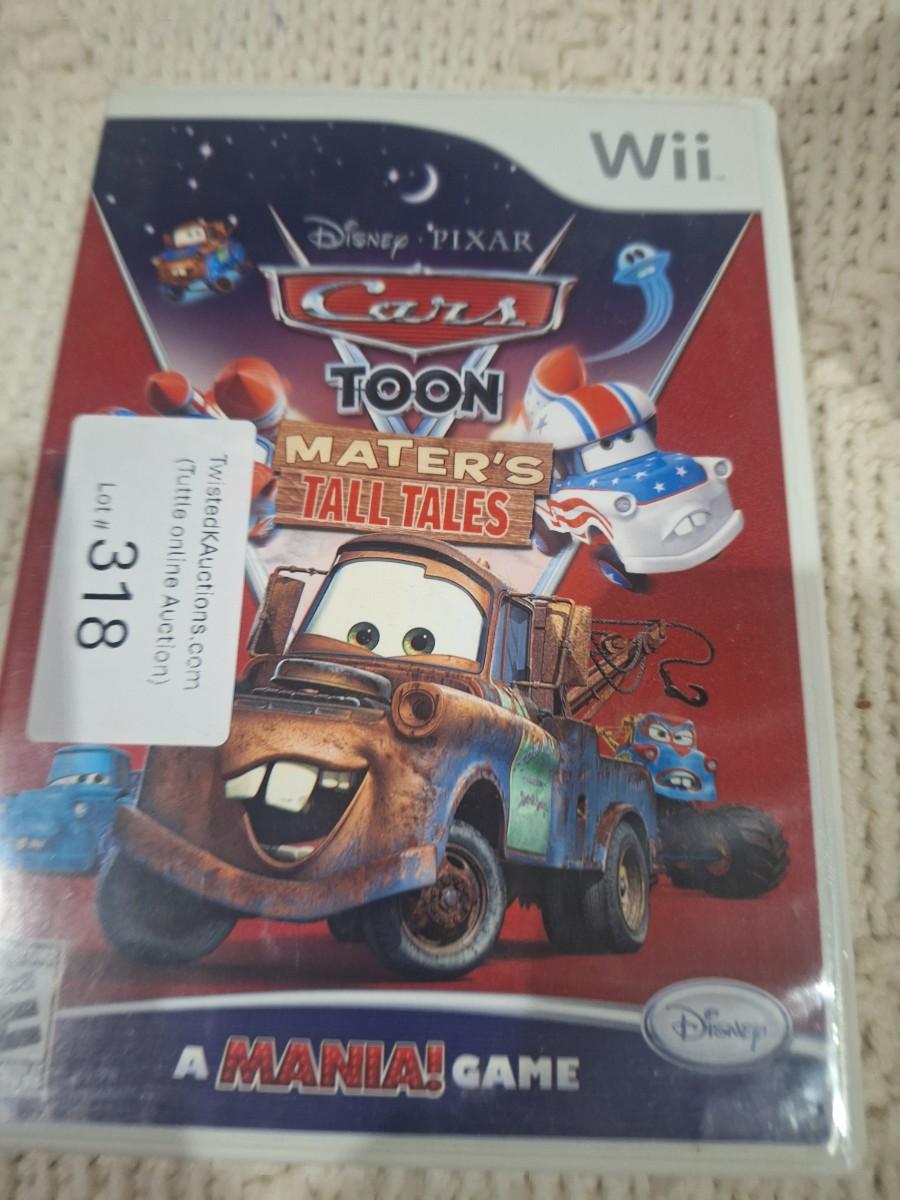 Wii
DISNEY · PIXAR
Cars
TOON
MATER'S
TALL TALES
TwistedKAuctions.com
(Tuttle online Auction)
Lot # 318
Disney
A MANIA! GAME